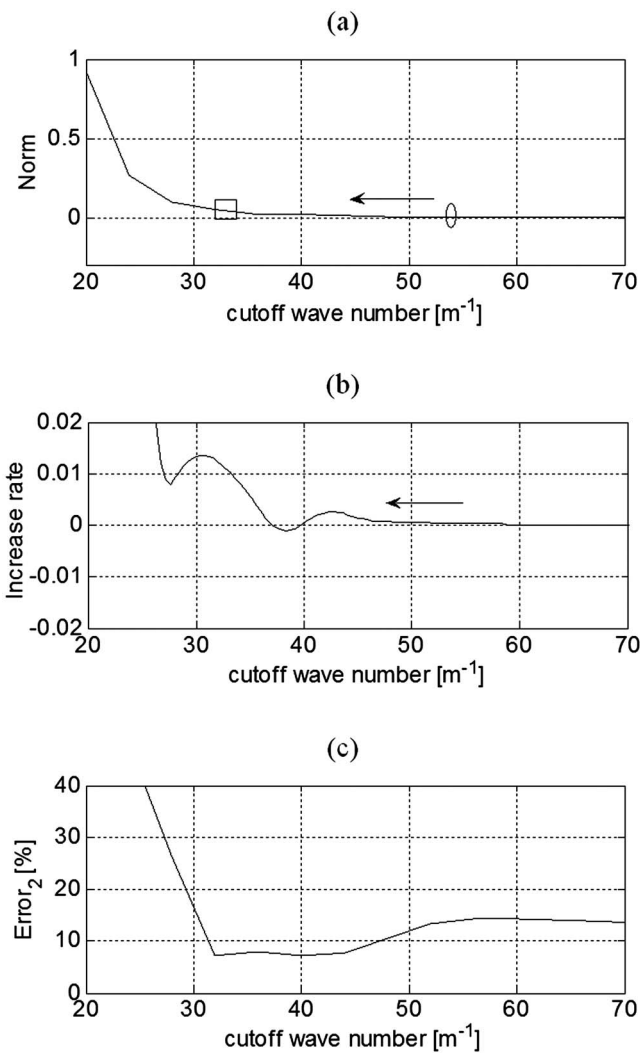 (a)
Norm
1
0.5
0
20 30 40 50 60 70
cutoff wave number [m⁻¹]
(b)
Increase rate
0.02
0.01
0
-0.01
-0.02
20 30 40 50 60 70
cutoff wave number [m⁻¹]
(c)
Error₂ [%]
40
30
20
10
0
20 30 40 50 60 70
cutoff wave number [m⁻¹]